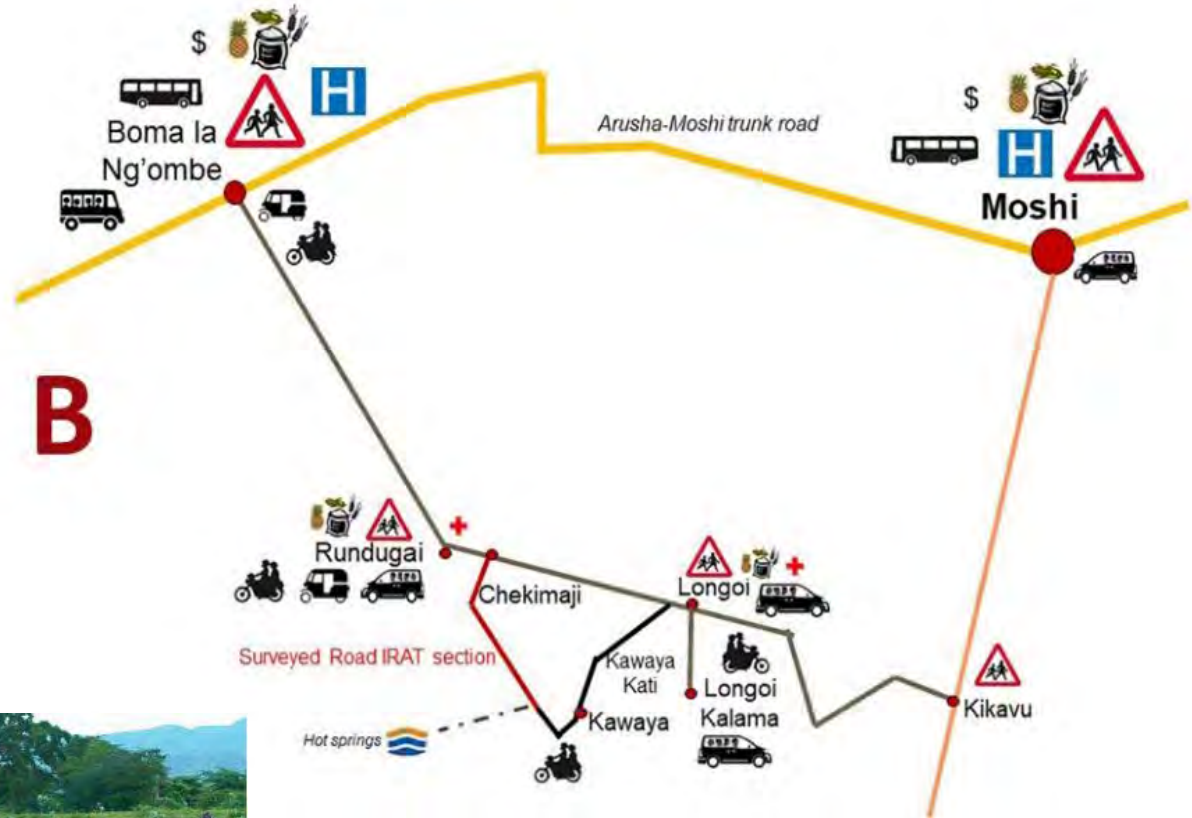 $
H
Boma la
Ng'ombe
Arusha-Moshi trunk road
$
H
Moshi
B
Rundugai
Chekimaji
Longoi
Surveyed Road IRAT section
Kawaya
Kati
Longoi
Kalama
Kawaya
Kikavu
Hot springs